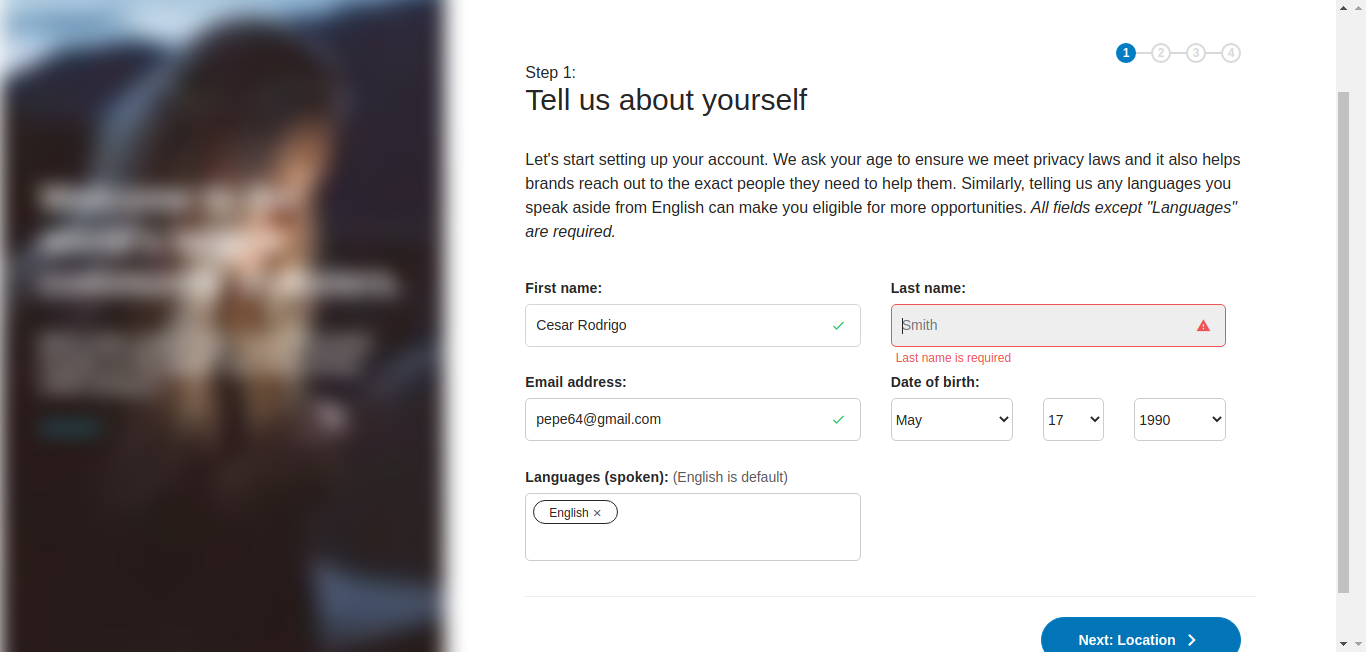 1 2 3 4
Step 1:
Tell us about yourself
Let's start setting up your account. We ask your age to ensure we meet privacy laws and it also helps
brands reach out to the exact people they need to help them. Similarly, telling us any languages you
speak aside from English can make you eligible for more opportunities. All fields except "Languages"
are required.
First name: Last name:
Cesar Rodrigo Smith
Last name is required
Email address: Date of birth:
pepe64@gmail.com May 17 1990
Languages (spoken): (English is default)
English ×
Next: Location